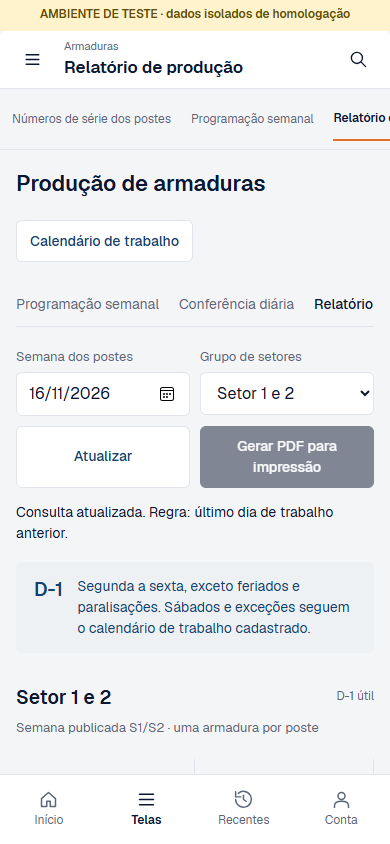 AMBIENTE DE TESTE · dados isolados de homologação
Armaduras
Relatório de produção
Números de série dos postes Programação semanal Relatório
Produção de armaduras
Calendário de trabalho
Programação semanal Conferência diária Relatório
Semana dos postes Grupo de setores
16/11/2026 Setor 1 e 2
Atualizar Gerar PDF para
impressão
Consulta atualizada. Regra: último dia de trabalho
anterior.
D-1 Segunda a sexta, exceto feriados e
paralisações. Sábados e exceções seguem
o calendário de trabalho cadastrado.
Setor 1 e 2 D-1 útil
Semana publicada S1/S2 · uma armadura por poste
Início Telas Recentes Conta